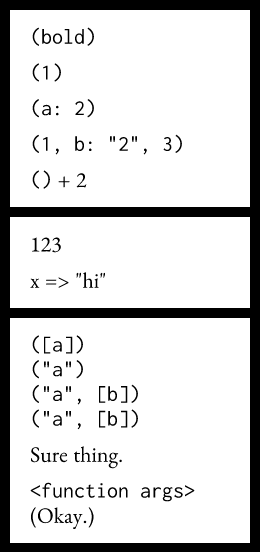 (bold)
(1)
(a: 2)
(1, b: "2", 3)
() + 2
123
x => "hi"
([a])
("a")
("a", [b])
("a", [b])
Sure thing.
<function args>
(Okay.)